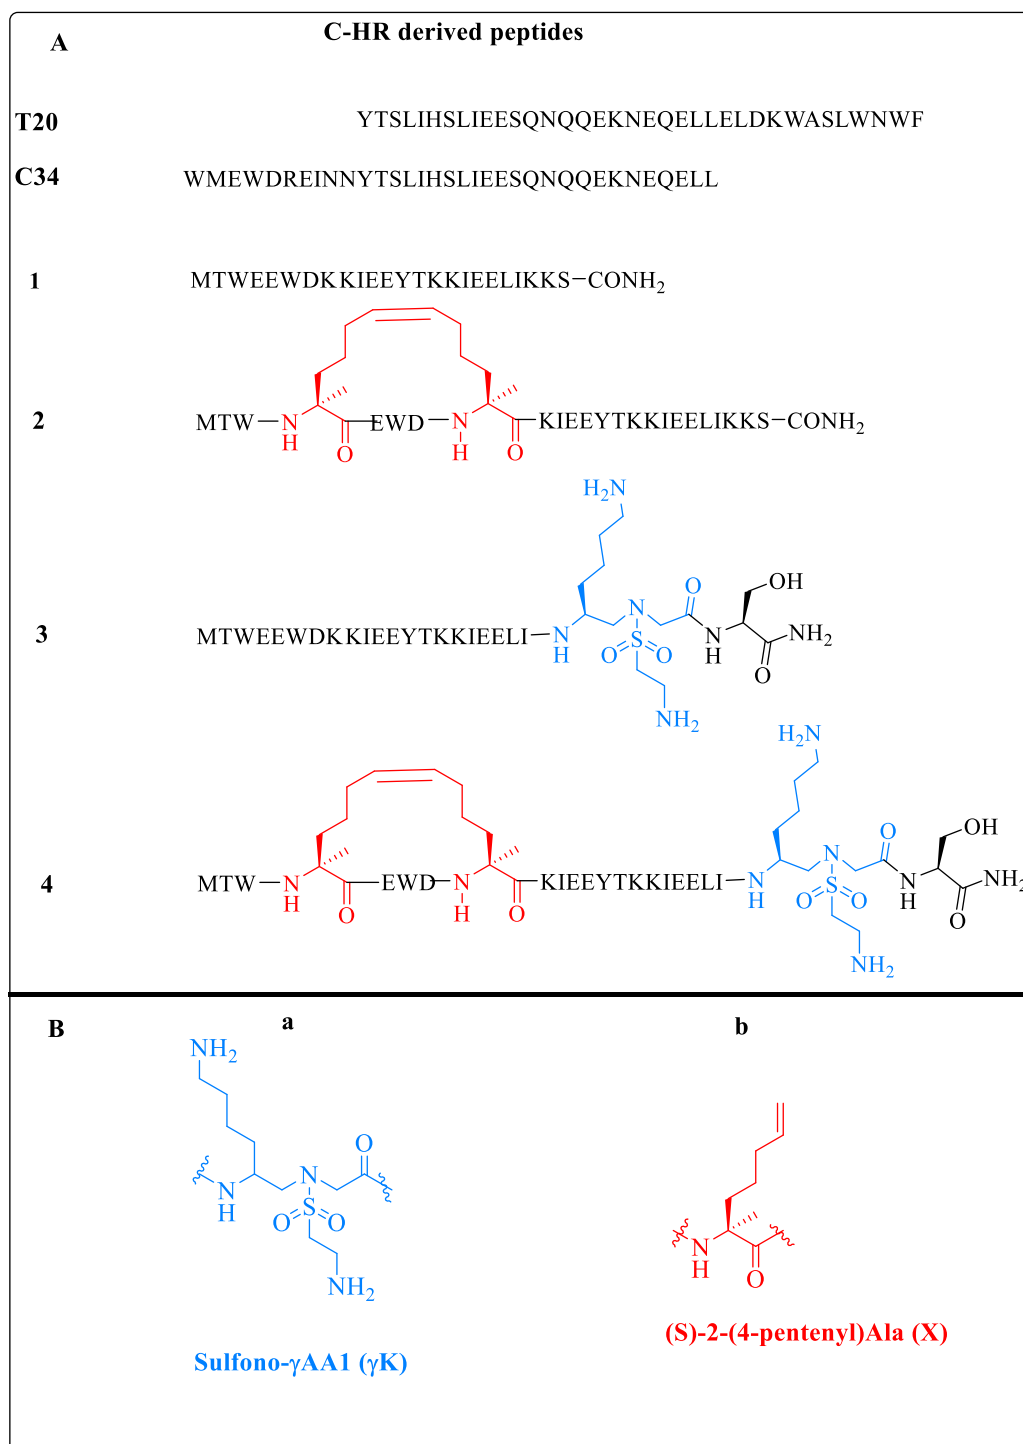 A
C-HR derived peptides
T20 YTSLIHSLIEESQNQQEKNEQELLELDKWASLWNWF
C34 WMEWDREINNYTSLIHSLIEESQNQQEKNEQELL
1 MTWEEWDKKIEEYTKKIEELIKKS-CONH2
2 MTW N H O EWD N H O KIEEYTKKIEELIKKS-CONH2
H2N
3 MTWEEWDKKIEEYTKKIEELI N H N O S O O NH2 N H OH O NH2
H2N
4 MTW N H O EWD N H O KIEEYTKKIEELI N H N O S O O NH2 N H OH O NH2
B
a
b
NH2
N H N O
O S O
NH2
N H O
Sulfono-γAA1 (γK)
(S)-2-(4-pentenyl)Ala (X)